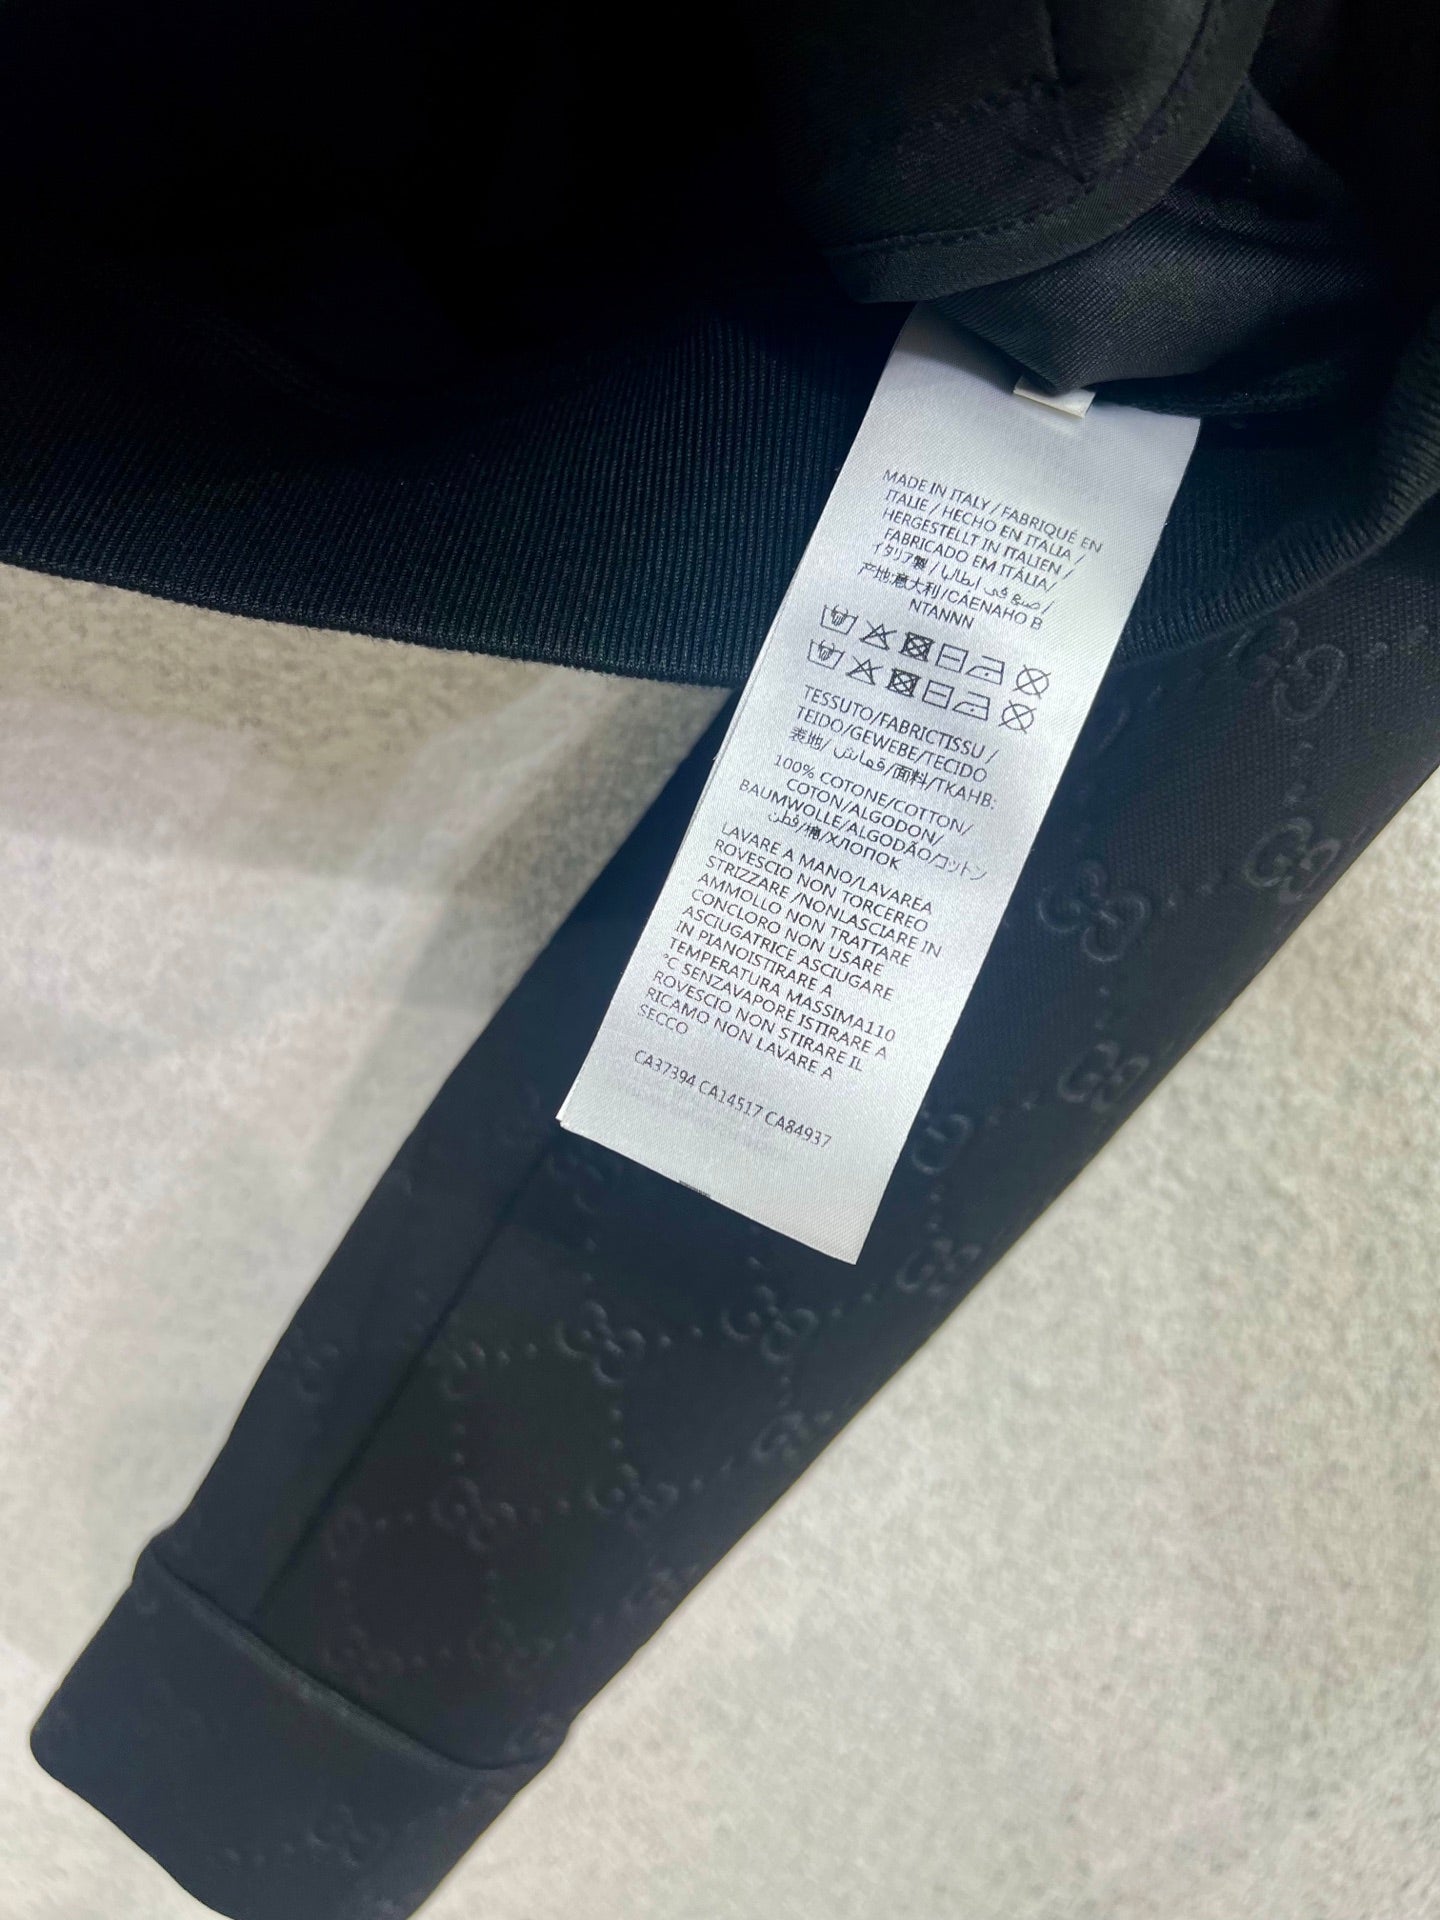 MADE IN ITALY / FABRIQUÉ EN
ITALIE / HECHO EN ITALIA /
HERGESTELLT IN ITALIEN /
FABRICADO EM ITÁLIA/
イタリア製 / صنع في إيطاليا /
产地:意大利/CAENAHO B
NTANNN
TESSUTO/FABRICTISSU /
TEIDO/GEWEBE/TECIDO
表地/ قماش/面料/TKAHB:
100% COTONE/COTTON/
COTON/ALGODON/
BAUMWOLLE/ALGODÃO/コットン
قطن/棉/ХЛОПОК
LAVARE A MANO/LAVAREA
ROVESCIO NON TORCEREO
STRIZZARE /NONLASCIARE IN
AMMOLLO NON TRATTARE
CONCLORO NON USARE
ASCIUGATRICE ASCIUGARE
IN PIANOISTIRARE A
TEMPERATURA MASSIMA110
°C SENZAVAPORE ISTIRARE A
ROVESCIO NON STIRARE IL
RICAMO NON LAVARE A
SECCO
CA37394 CA14517 CA84937